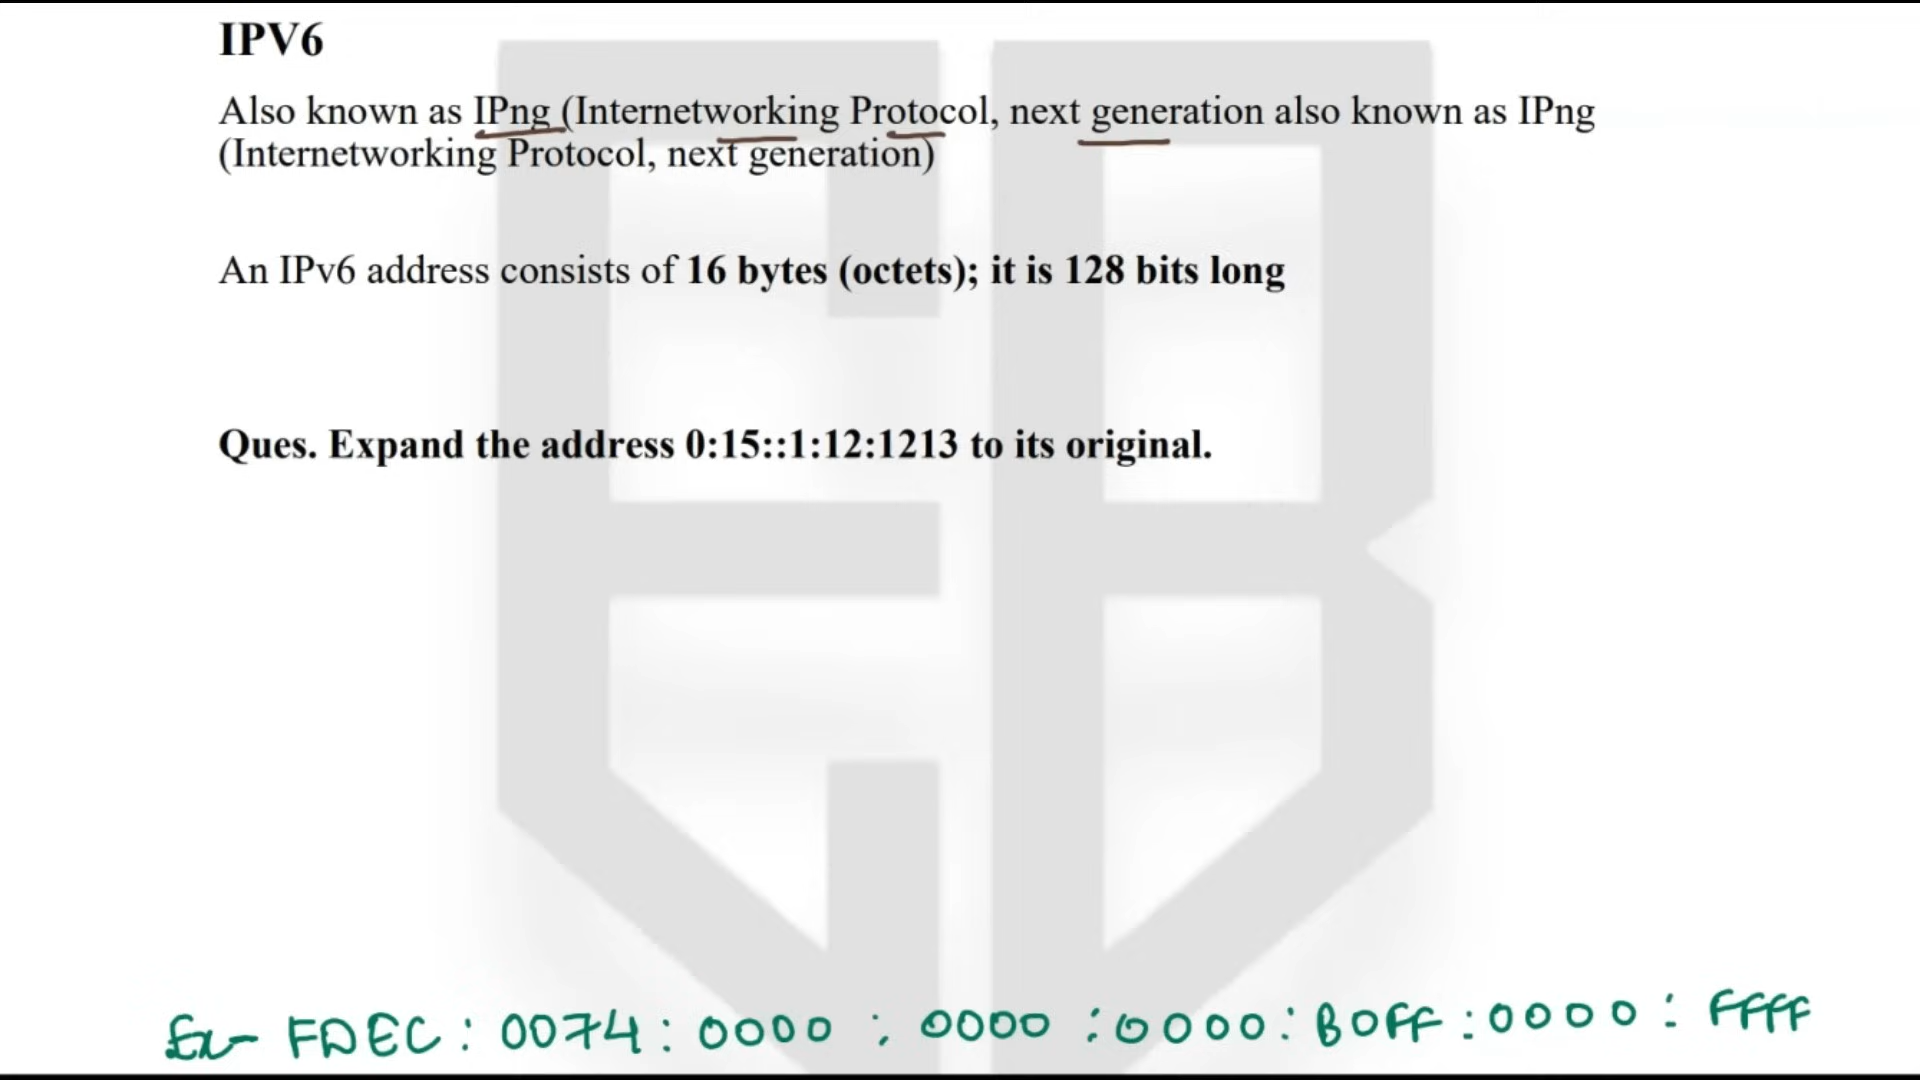 IPV6
Also known as IPng (Internetworking Protocol, next generation also known as IPng
(Internetworking Protocol, next generation)
An IPv6 address consists of 16 bytes (octets); it is 128 bits long
Ques. Expand the address 0:15::1:12:1213 to its original.
Ex- FDEC : 0074 : 0000 : 0000 : 0000 : B0FF : 0000 : FFFF